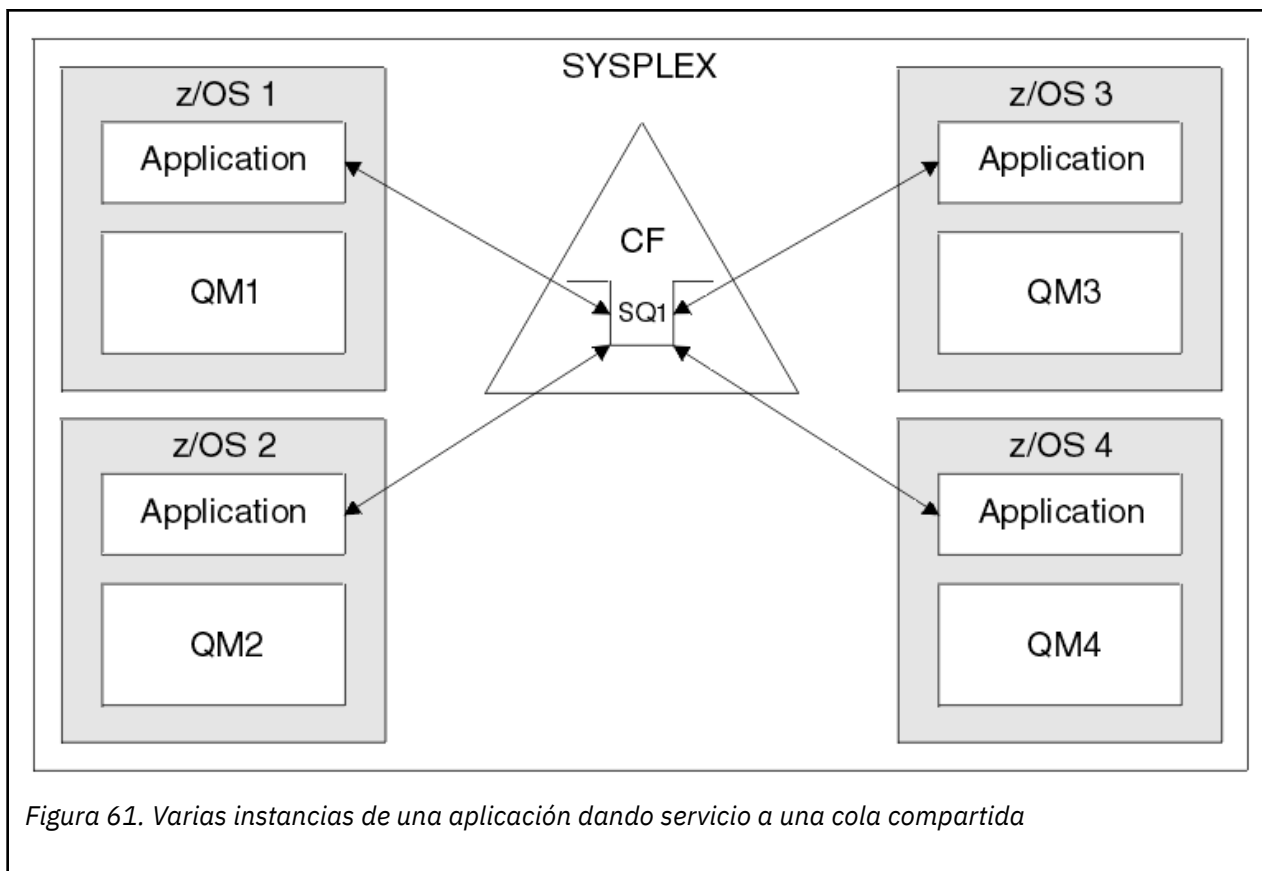 SYSPLEX
z/OS 1
Application
QM1
z/OS 2
Application
QM2
CF
SQ1
z/OS 3
Application
QM3
z/OS 4
Application
QM4
Figura 61. Varias instancias de una aplicación dando servicio a una cola compartida